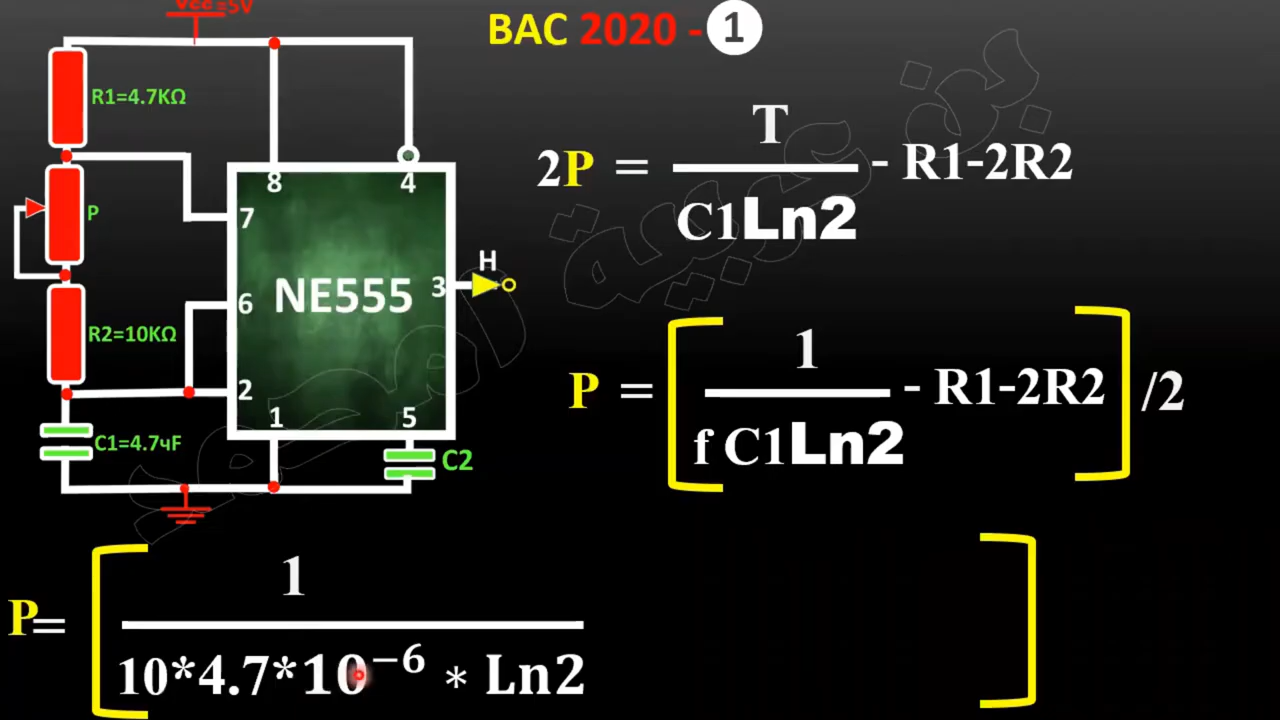 Vcc=5V
BAC 2020 - 1
R1=4.7KΩ
P
R2=10KΩ
C1=4.7чF
8
4
7
NE555
3
H
6
2
1
5
C2
2P = T / C1Ln2 - R1-2R2
P = [ 1 / f C1Ln2 - R1-2R2 ] /2
P= [ 1 / 10*4.7*10⁻⁶ * Ln2 ]